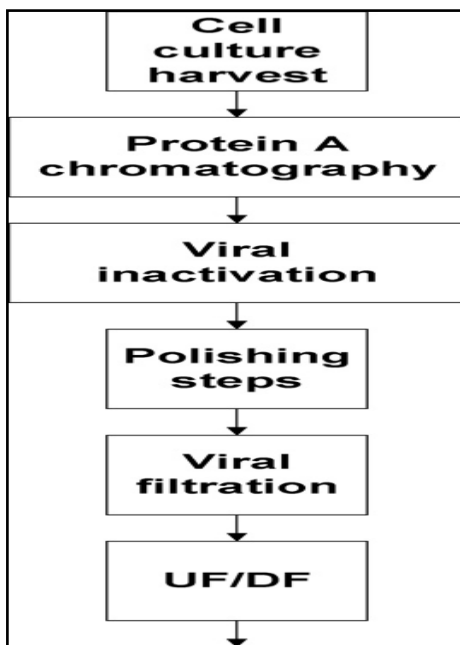 Cell
culture
harvest
Protein A
chromatography
Viral
inactivation
Polishing
steps
Viral
filtration
UF/DF